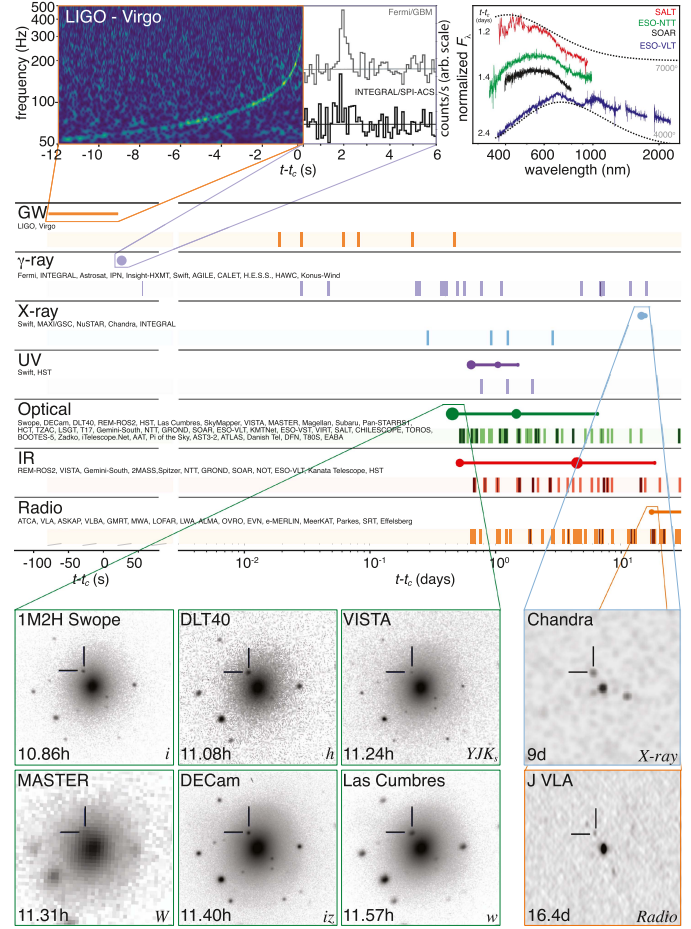 LIGO - Virgo
frequency (Hz)
500
400
300
200
100
50
-12 -10 -8 -6 -4 -2 0 2 4 6
t-tc (s)
Fermi/GBM
INTEGRAL/SPI-ACS
counts/s (arb. scale)
normalized Fλ
t-tc
(days)
1.2
1.4
2.4
SALT
ESO-NTT
SOAR
ESO-VLT
7000°
4000°
400 600 1000 2000
wavelength (nm)
GW
LIGO, Virgo
γ-ray
Fermi, INTEGRAL, Astrosat, IPN, Insight-HXMT, Swift, AGILE, CALET, H.E.S.S., HAWC, Konus-Wind
X-ray
Swift, MAXI/GSC, NuSTAR, Chandra, INTEGRAL
UV
Swift, HST
Optical
Swope, DECam, DLT40, REM-ROS2, HST, Las Cumbres, SkyMapper, VISTA, MASTER, Magellan, Subaru, Pan-STARRS1,
HCT, TZAC, LSGT, T17, Gemini-South, NTT, GROND, SOAR, ESO-VLT, KMTNet, ESO-VST, VIRT, SALT, CHILESCOPE, TOROS,
BOOTES-5, Zadko, iTelescope.Net, AAT, Pi of the Sky, AST3-2, ATLAS, Danish Tel, DFN, T80S, EABA
IR
REM-ROS2, VISTA, Gemini-South, 2MASS,Spitzer, NTT, GROND, SOAR, NOT, ESO-VLT, Kanata Telescope, HST
Radio
ATCA, VLA, ASKAP, VLBA, GMRT, MWA, LOFAR, LWA, ALMA, OVRO, EVN, e-MERLIN, MeerKAT, Parkes, SRT, Effelsberg
-100 -50 0 50 10⁻² 10⁻¹ 10⁰ 10¹
t-tc (s) t-tc (days)
1M2H Swope
10.86h i
DLT40
11.08h h
VISTA
11.24h YJKs
Chandra
9d X-ray
MASTER
11.31h W
DECam
11.40h iz
Las Cumbres
11.57h w
J VLA
16.4d Radio